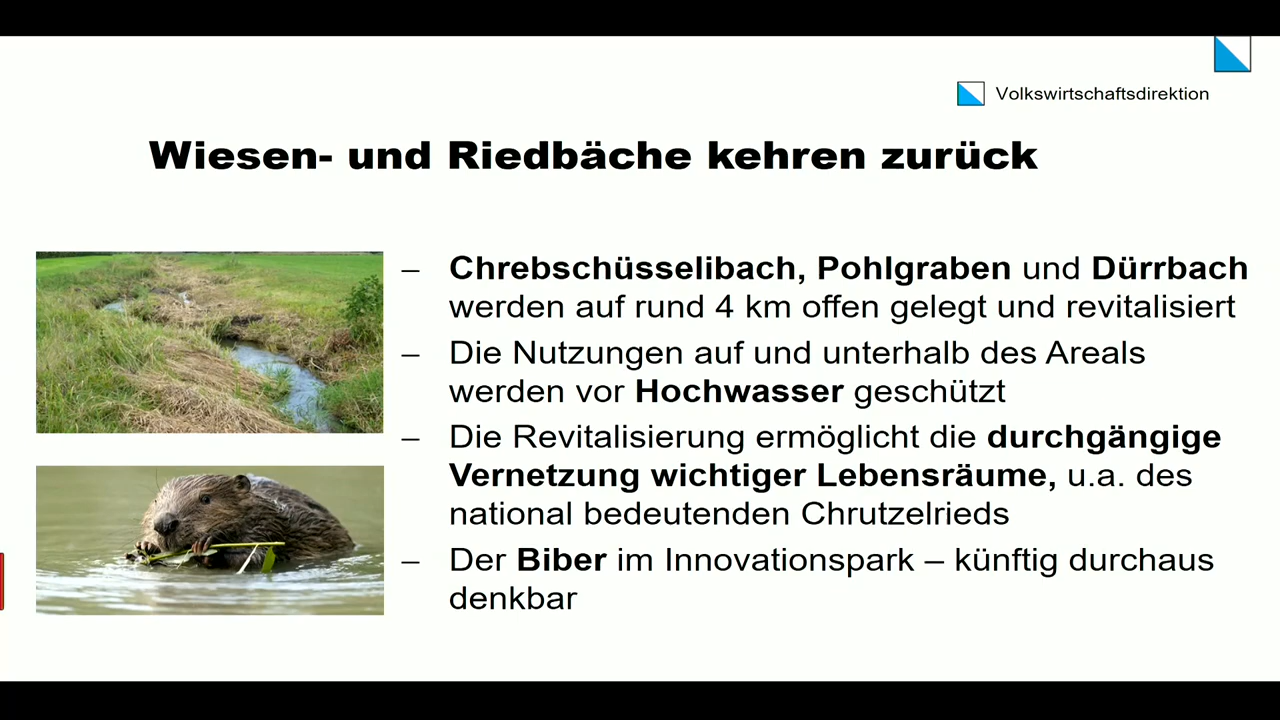 Volkswirtschaftsdirektion
Wiesen- und Riedbäche kehren zurück
– Chrebschüsselibach, Pohlgraben und Dürrbach
werden auf rund 4 km offen gelegt und revitalisiert
– Die Nutzungen auf und unterhalb des Areals
werden vor Hochwasser geschützt
– Die Revitalisierung ermöglicht die durchgängige
Vernetzung wichtiger Lebensräume, u.a. des
national bedeutenden Chrutzelrieds
– Der Biber im Innovationspark – künftig durchaus
denkbar